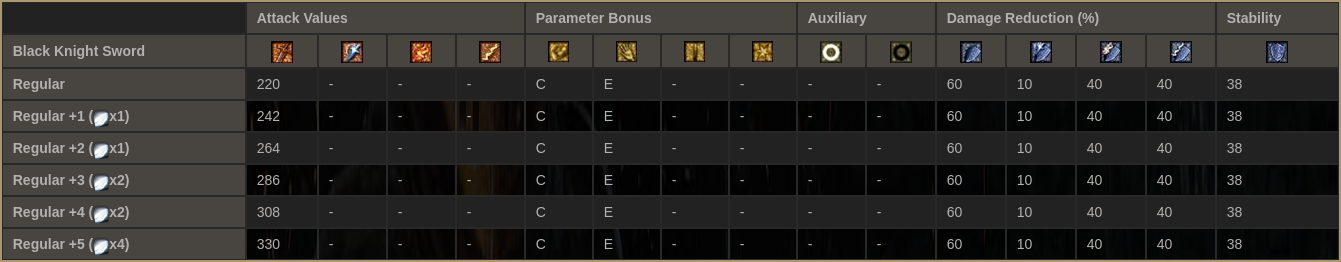 Attack Values Parameter Bonus Auxiliary Damage Reduction (%) Stability
Black Knight Sword
Regular 220 - - - C E - - - - 60 10 40 40 38
Regular +1 (x1) 242 - - - C E - - - - 60 10 40 40 38
Regular +2 (x1) 264 - - - C E - - - - 60 10 40 40 38
Regular +3 (x2) 286 - - - C E - - - - 60 10 40 40 38
Regular +4 (x2) 308 - - - C E - - - - 60 10 40 40 38
Regular +5 (x4) 330 - - - C E - - - - 60 10 40 40 38